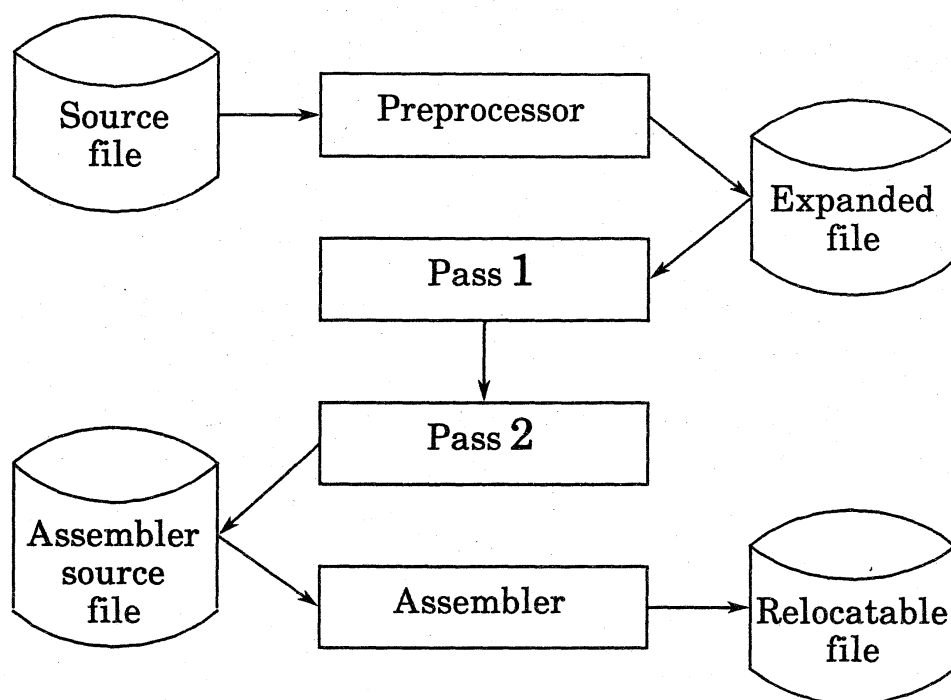 Source
file
Preprocessor
Expanded
file
Pass 1
Pass 2
Assembler
source
file
Assembler
Relocatable
file